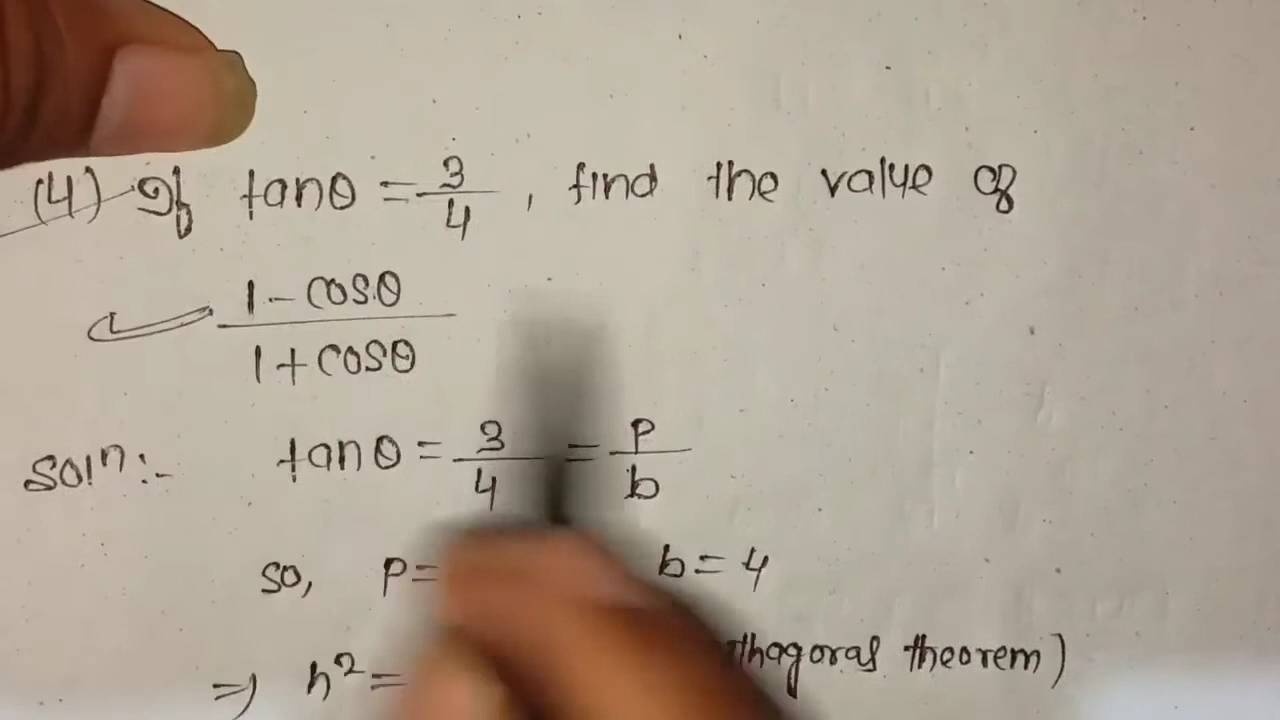 (4) If tanθ = 3/4, find the value of
1 - cosθ / 1 + cosθ
Soln:- tanθ = 3/4 = p/b
so, p= b = 4
=> h² = theorem)